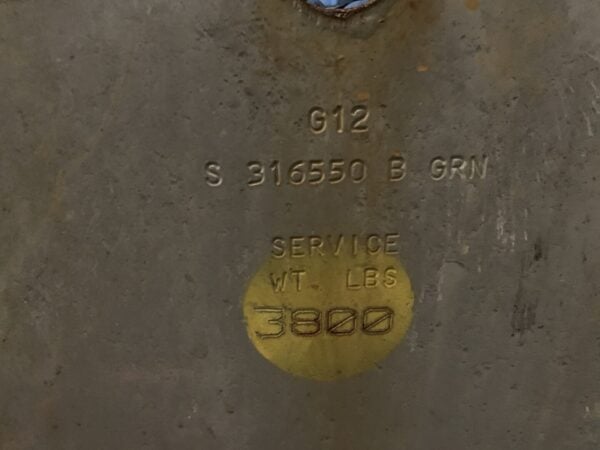 G12
S 316550 B GRN
SERVICE
WT. LBS
3800